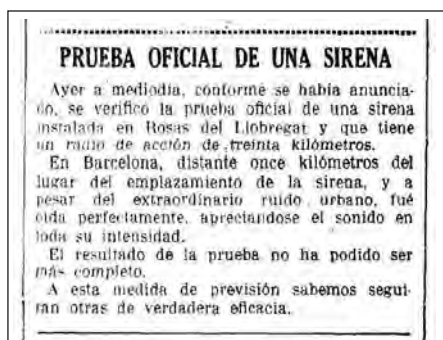 PRUEBA OFICIAL DE UNA SIRENA
Ayer a mediodía, conforme se había anuncia-
do, se verificó la prueba oficial de una sirena
instalada en Rosas del Llobregat y que tiene
un radio de acción de treinta kilómetros.
En Barcelona, distante once kilómetros del
lugar del emplazamiento de la sirena, y a
pesar del extraordinario ruido urbano, fué
oída perfectamente, apreciándose el sonido en
toda su intensidad.
El resultado de la prueba no ha podido ser
más completo.
A esta medida de previsión sabemos segui-
ran otras de verdadera eficacia.